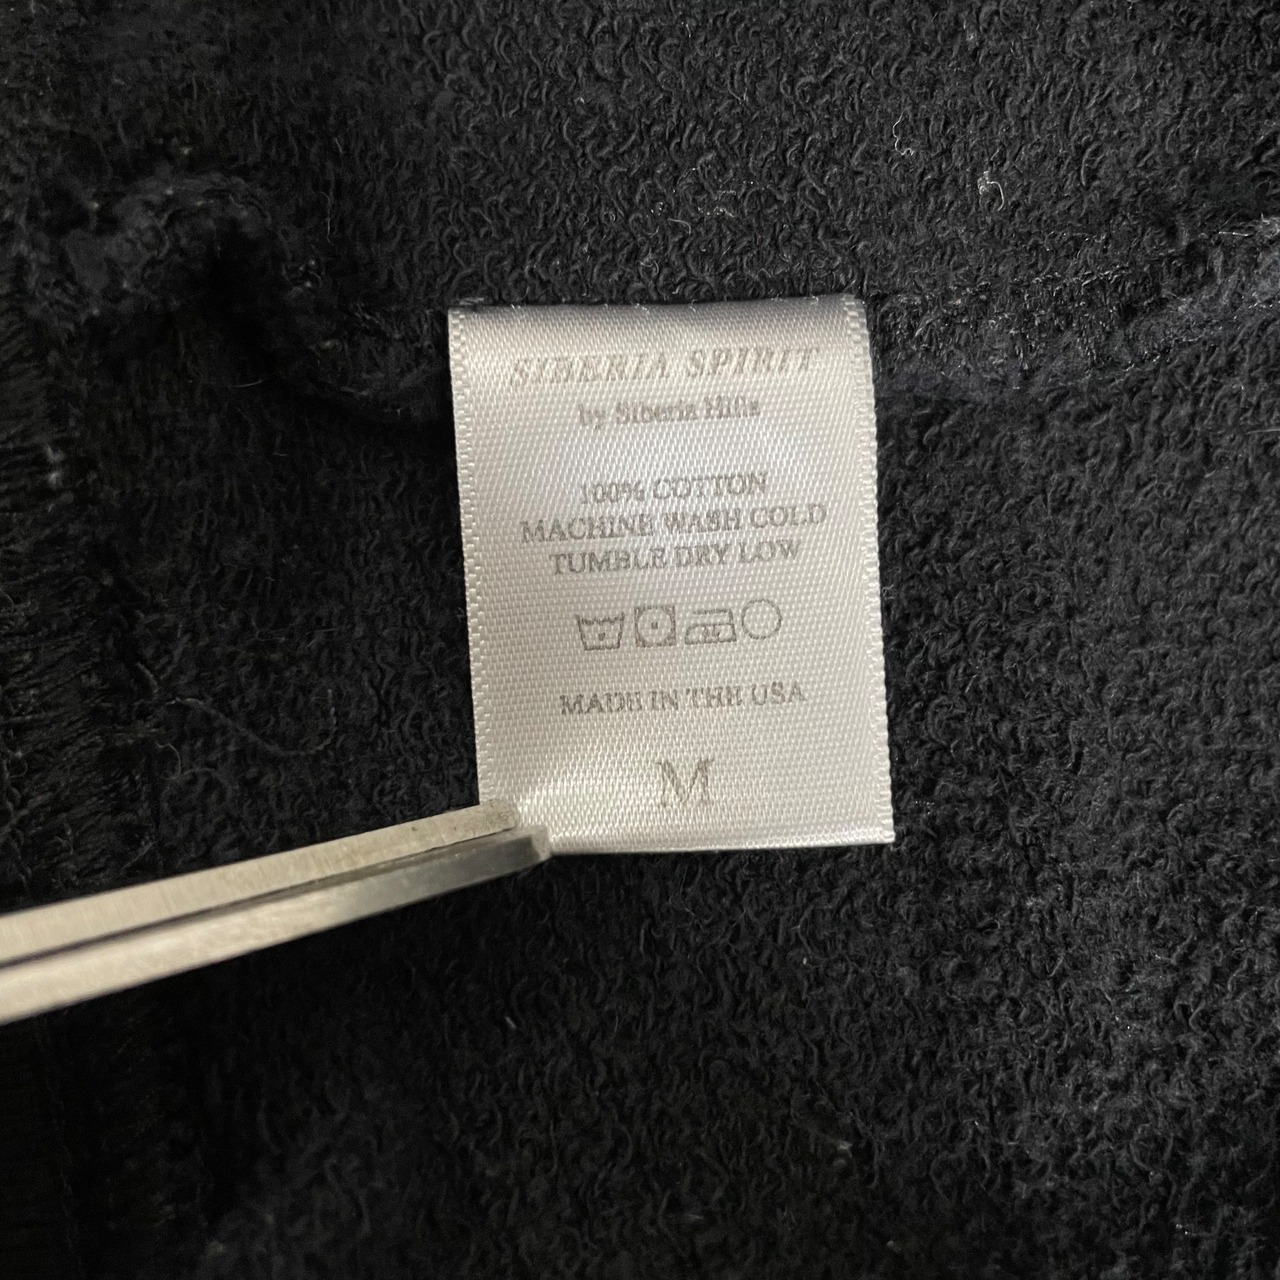 SIBERIA SPIRIT
by Siberia Hills
100% COTTON
MACHINE WASH COLD
TUMBLE DRY LOW
MADE IN THE USA
M